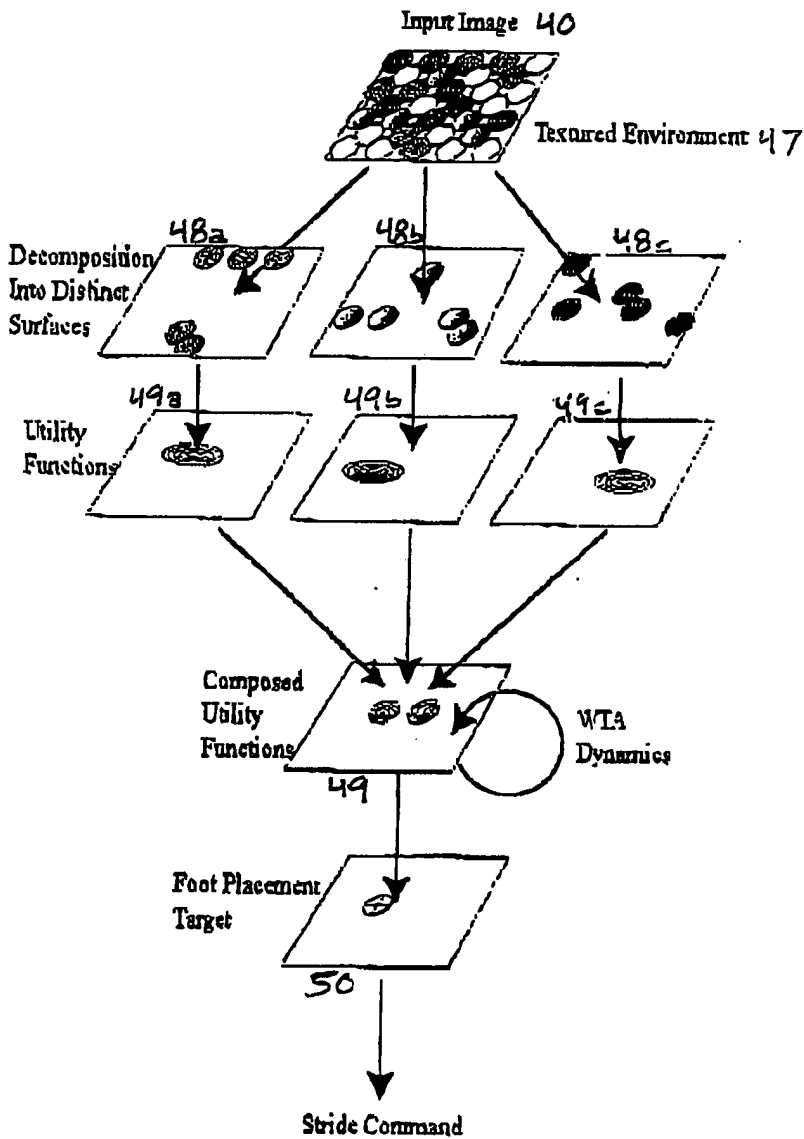 Input Image 40
Textured Environment 47
48a
48b
48c
Decomposition
Into Distinct
Surfaces
49a
49b
49c
Utility
Functions
Composed
Utility
Functions
WTA
Dynamics
49
Foot Placement
Target
50
Stride Command